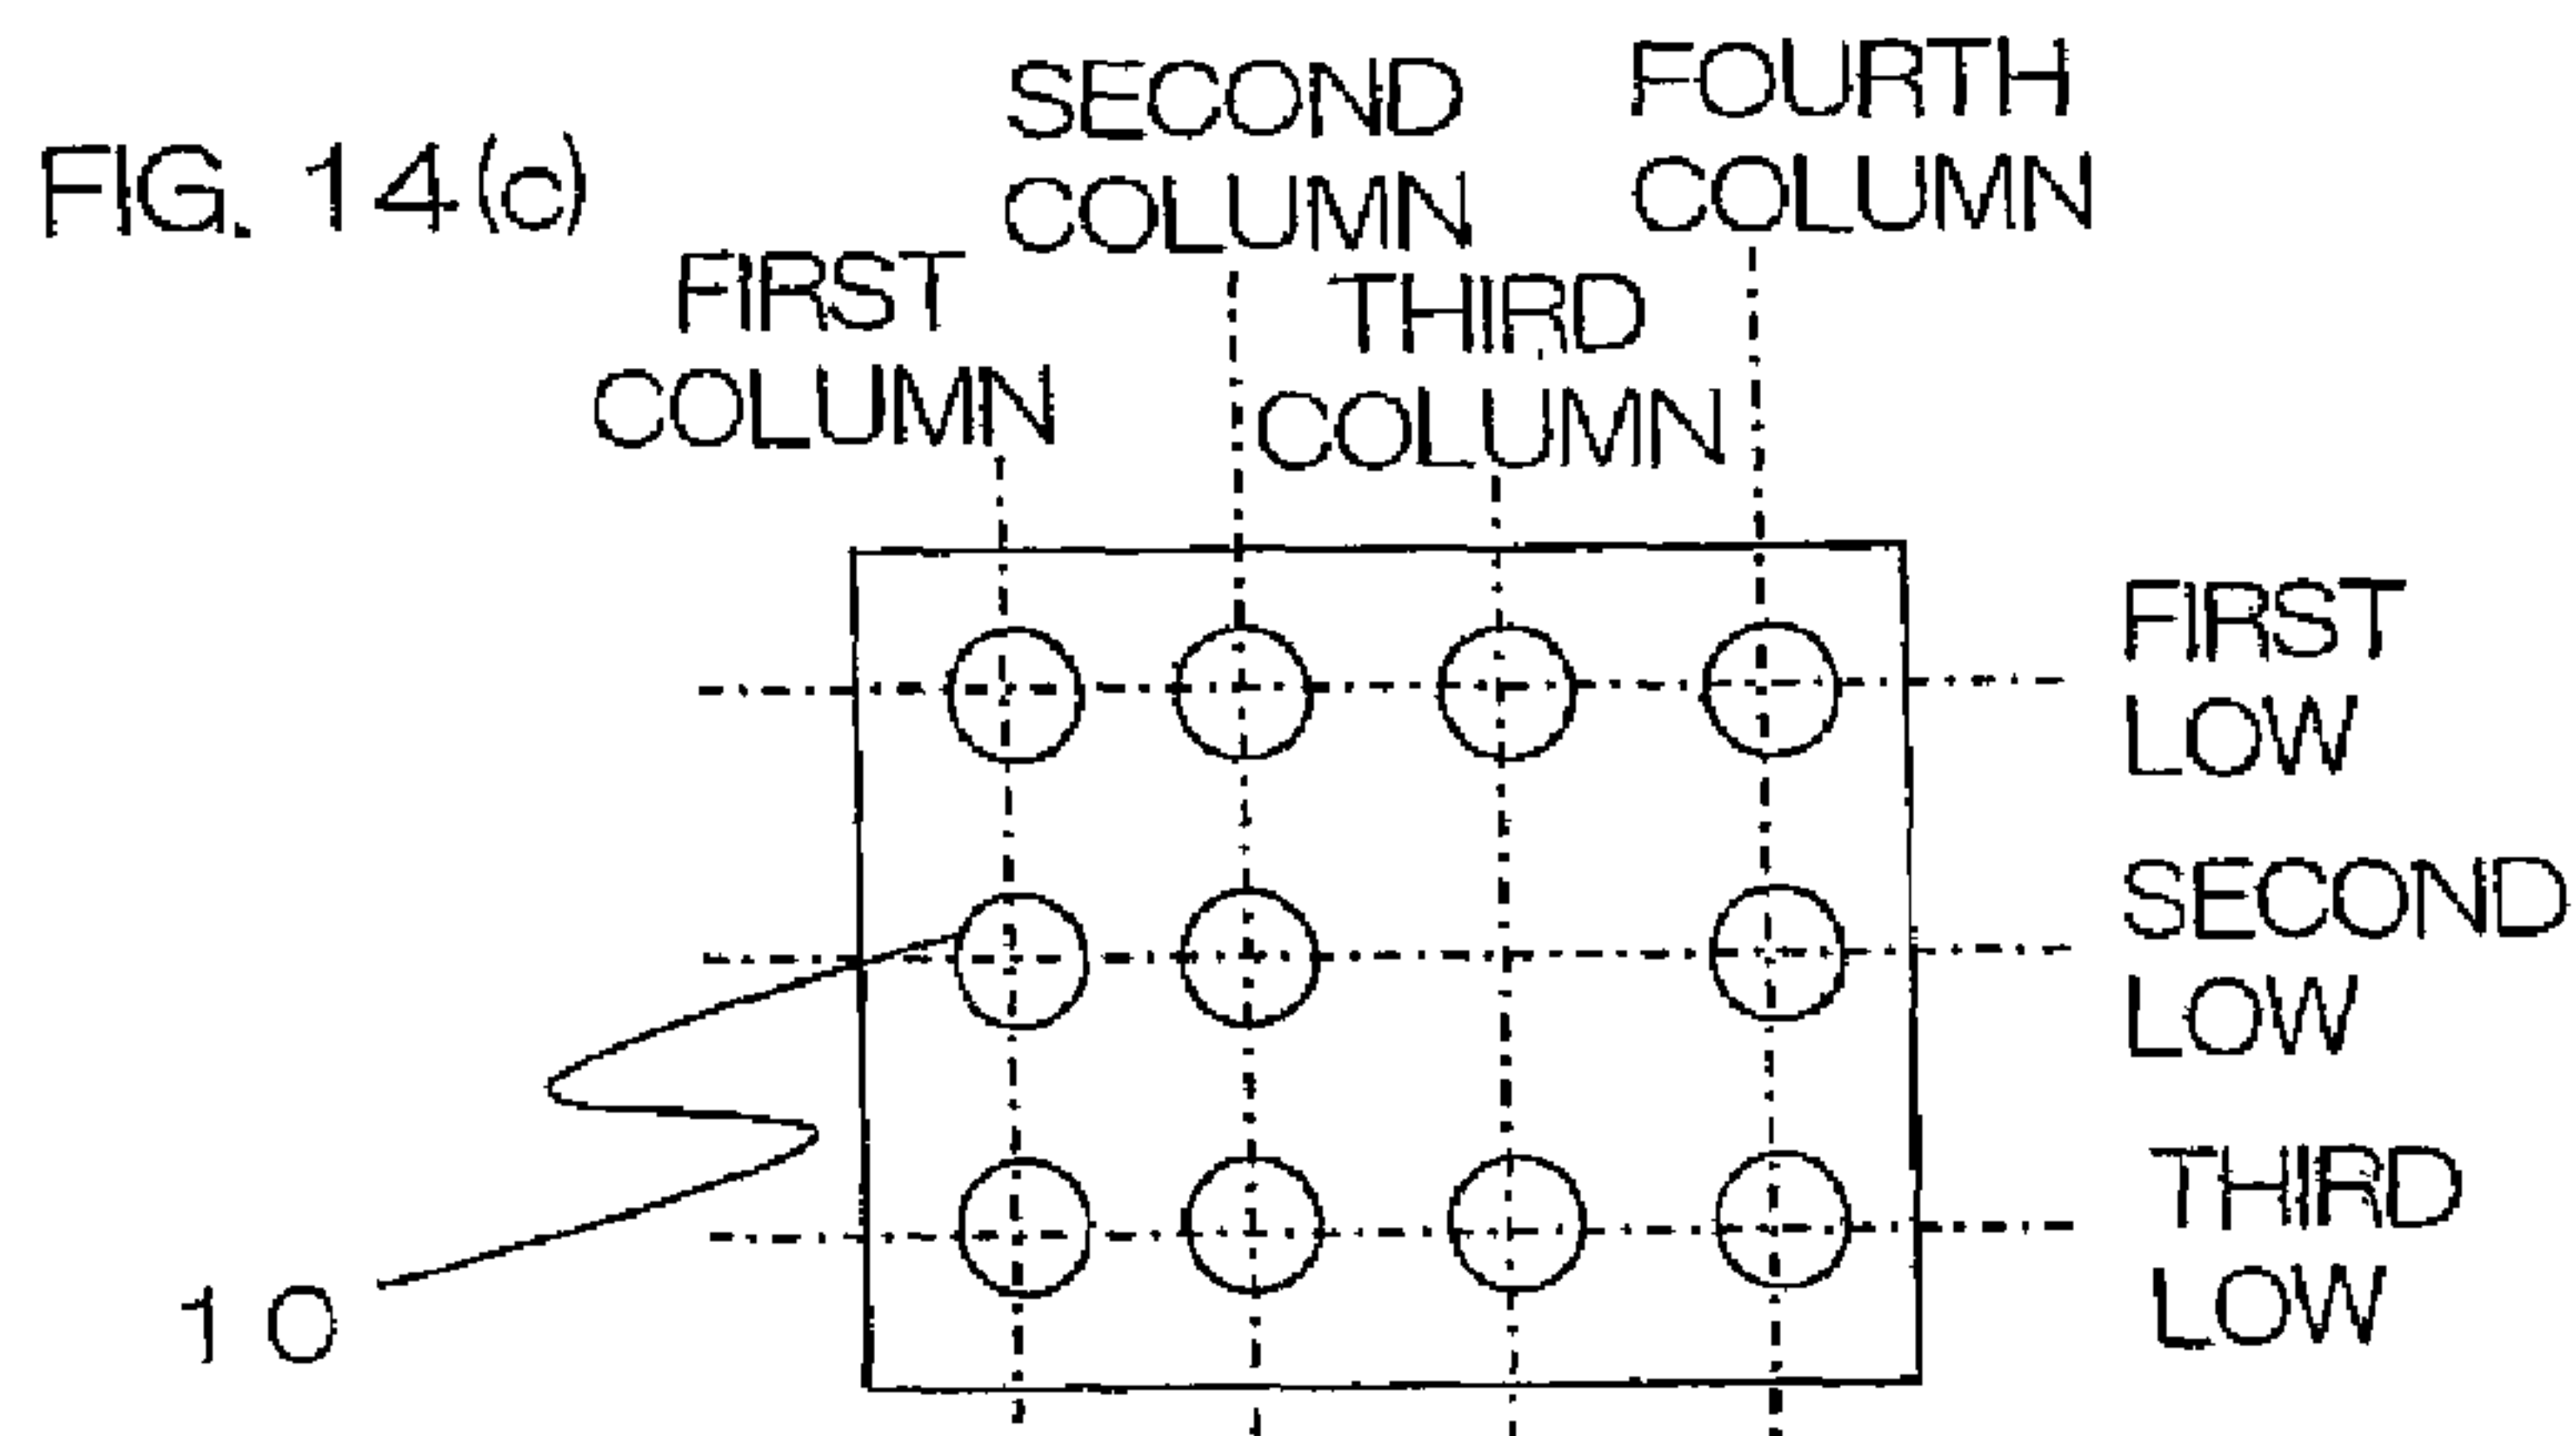 FIG. 14(c)
FIRST
COLUMN
SECOND
COLUMN
THIRD
COLUMN
FOURTH
COLUMN
FIRST
LOW
SECOND
LOW
THIRD
LOW
10